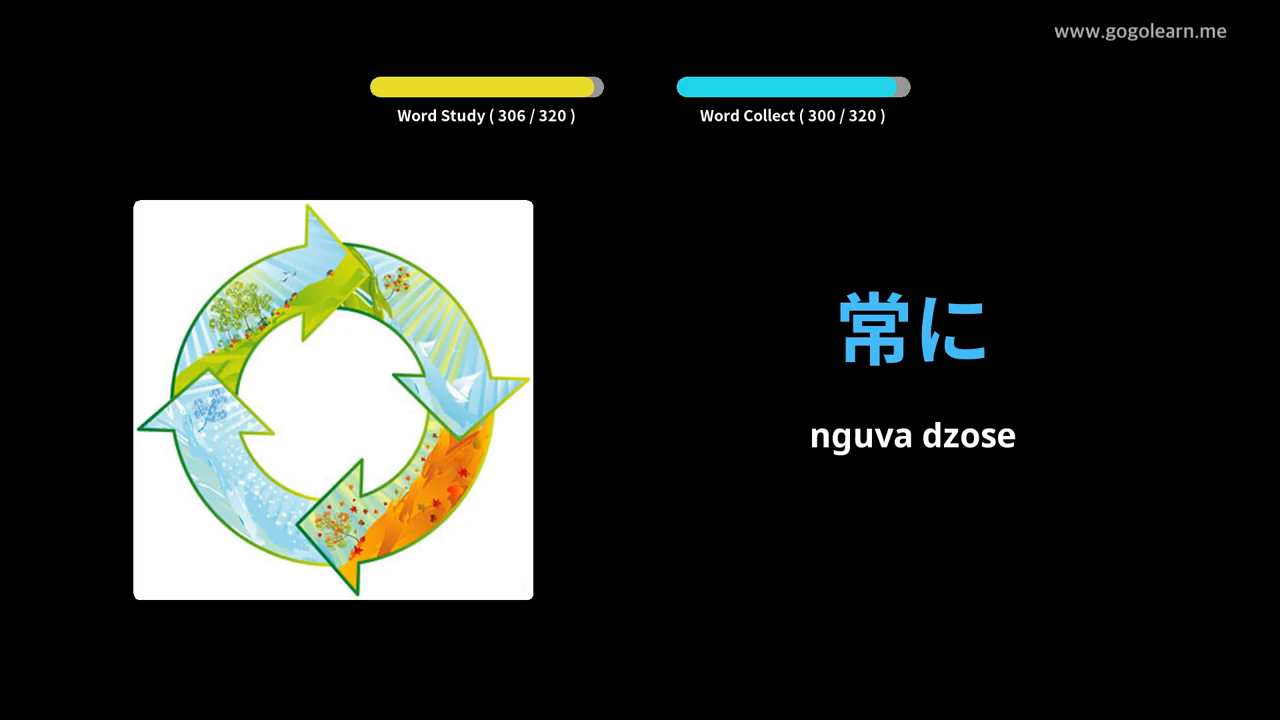 www.gogolearn.me
Word Study ( 306 / 320 )
Word Collect ( 300 / 320 )
常に
nguva dzose